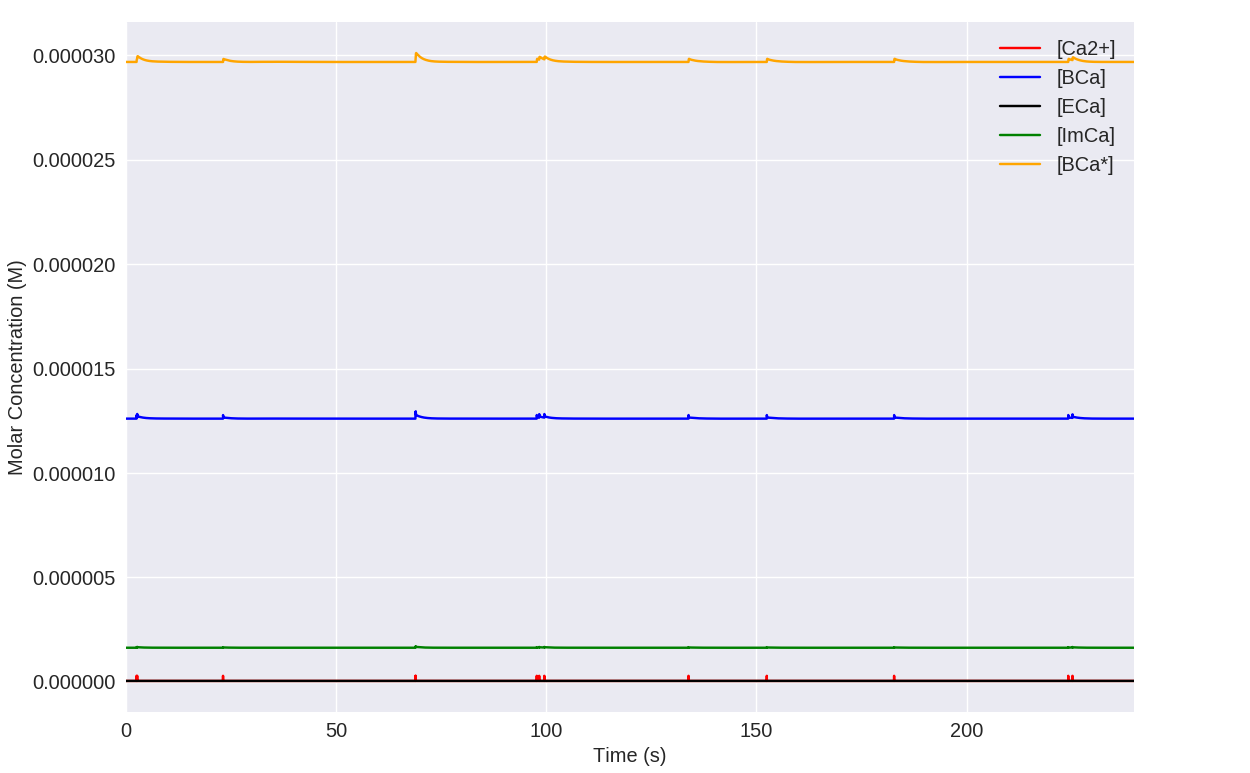 0.000030
0.000025
0.000020
0.000015
0.000010
0.000005
0.000000
Molar Concentration (M)
0
50
100
150
200
Time (s)
[Ca2+]
[BCa]
[ECa]
[ImCa]
[BCa*]